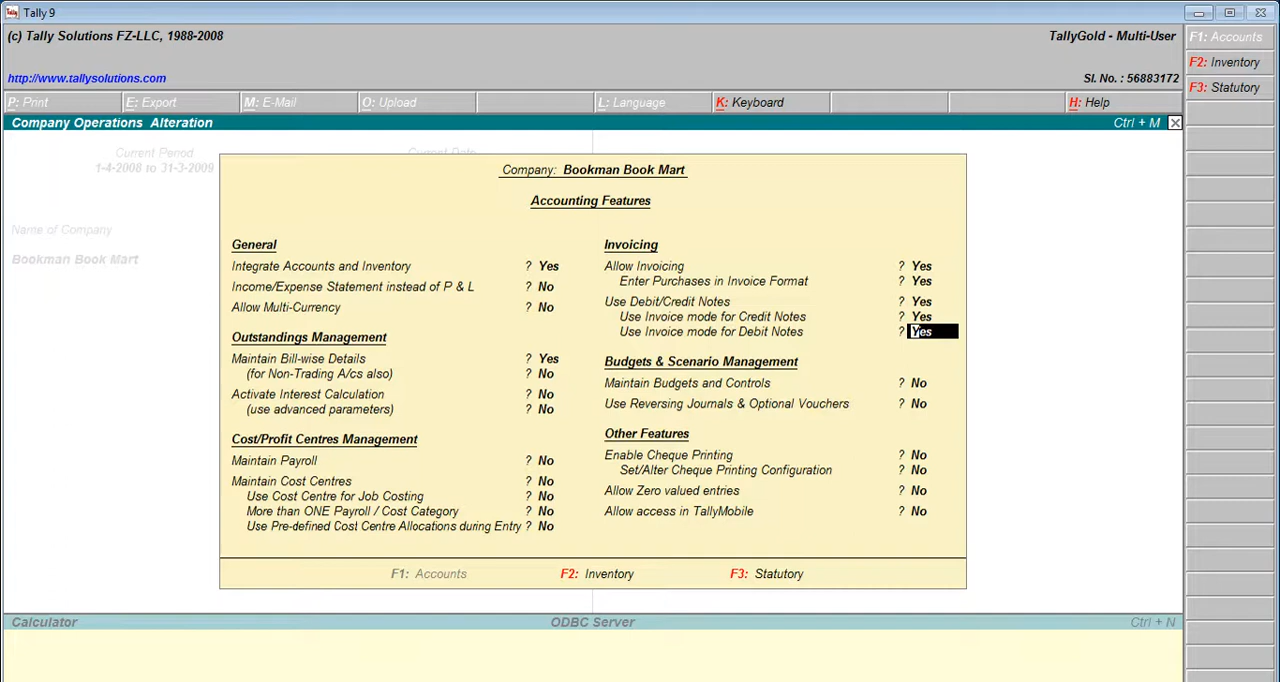 Tally 9
(c) Tally Solutions FZ-LLC, 1988-2008
TallyGold - Multi-User
http://www.tallysolutions.com
Sl. No. : 56883172
P: Print
E: Export
M: E-Mail
O: Upload
L: Language
K: Keyboard
H: Help
F1: Accounts
F2: Inventory
F3: Statutory
Company Operations Alteration
Ctrl + M
Current Period
Current Date
1-4-2008 to 31-3-2009
Name of Company
Bookman Book Mart
Company: Bookman Book Mart
Accounting Features
General
Integrate Accounts and Inventory ? Yes
Income/Expense Statement instead of P & L ? No
Allow Multi-Currency ? No
Outstandings Management
Maintain Bill-wise Details ? Yes
(for Non-Trading A/cs also) ? No
Activate Interest Calculation ? No
(use advanced parameters) ? No
Cost/Profit Centres Management
Maintain Payroll ? No
Maintain Cost Centres ? No
Use Cost Centre for Job Costing ? No
More than ONE Payroll / Cost Category ? No
Use Pre-defined Cost Centre Allocations during Entry ? No
Invoicing
Allow Invoicing ? Yes
Enter Purchases in Invoice Format ? Yes
Use Debit/Credit Notes ? Yes
Use Invoice mode for Credit Notes ? Yes
Use Invoice mode for Debit Notes ? Yes
Budgets & Scenario Management
Maintain Budgets and Controls ? No
Use Reversing Journals & Optional Vouchers ? No
Other Features
Enable Cheque Printing ? No
Set/Alter Cheque Printing Configuration ? No
Allow Zero valued entries ? No
Allow access in TallyMobile ? No
F1: Accounts
F2: Inventory
F3: Statutory
Calculator
ODBC Server
Ctrl + N